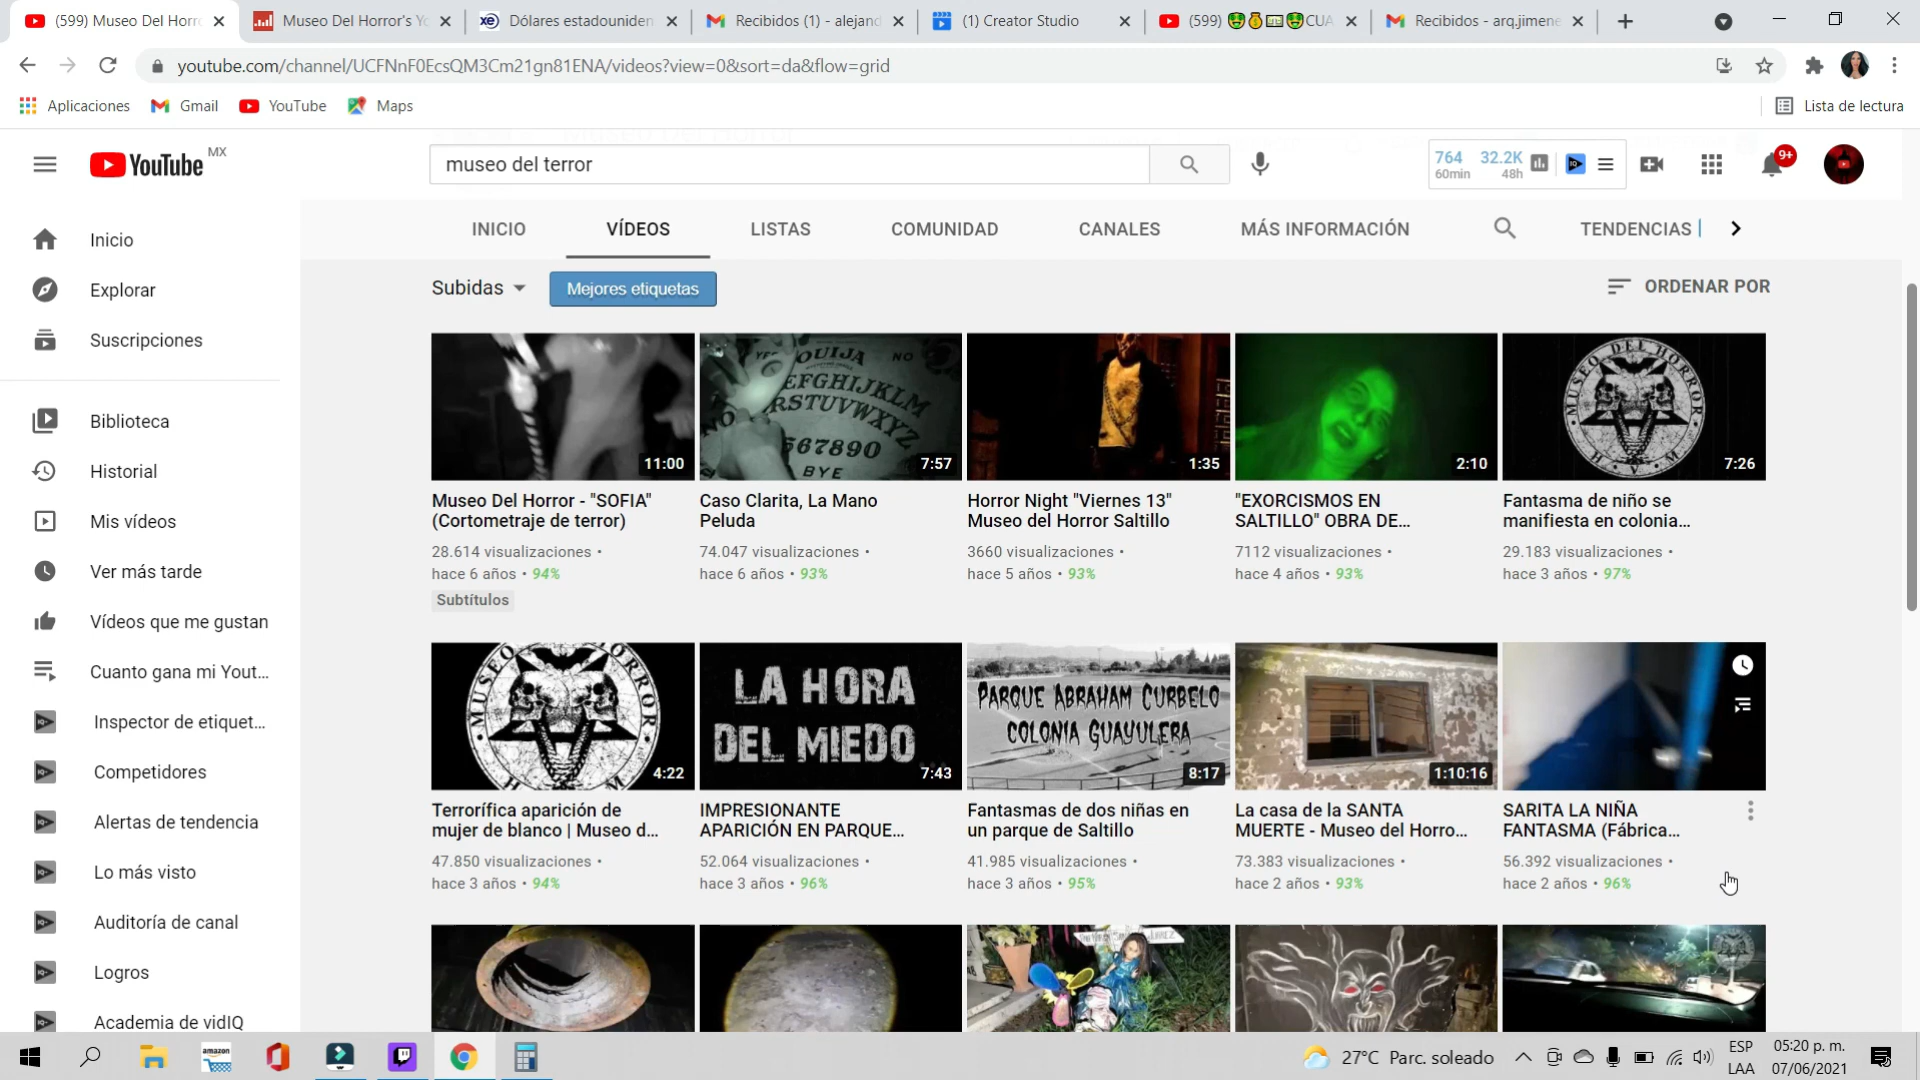 (599) Museo Del Horr
Museo Del Horror's Yo
xe
Dólares estadouniden
Recibidos (1) - alejand
(1) Creator Studio
(599) 🤑💰💵🤑CUA
Recibidos - arq.jimene
youtube.com/channel/UCFNnF0EcsQM3Cm21gn81ENA/videos?view=0&sort=da&flow=grid
Aplicaciones
Gmail
YouTube
Maps
Lista de lectura
YouTube MX
museo del terror
764 32.2K
60min 48h
9+
INICIO
VÍDEOS
LISTAS
COMUNIDAD
CANALES
MÁS INFORMACIÓN
TENDENCIAS
Inicio
Explorar
Suscripciones
Biblioteca
Historial
Mis vídeos
Ver más tarde
Vídeos que me gustan
Cuanto gana mi Yout...
Inspector de etiquet...
Competidores
Alertas de tendencia
Lo más visto
Auditoría de canal
Logros
Academia de vidIQ
Subidas
Mejores etiquetas
ORDENAR POR
11:00
Museo Del Horror - "SOFIA"
(Cortometraje de terror)
28.614 visualizaciones •
hace 6 años • 94%
Subtítulos
OUIJA NO
EFGHIJKLM
RSTUVWXYZ
567890
BYE
7:57
Caso Clarita, La Mano
Peluda
74.047 visualizaciones •
hace 6 años • 93%
1:35
Horror Night "Viernes 13"
Museo del Horror Saltillo
3660 visualizaciones •
hace 5 años • 93%
2:10
"EXORCISMOS EN
SALTILLO" OBRA DE...
7112 visualizaciones •
hace 4 años • 93%
MUSEO DEL HORROR
H V M
7:26
Fantasma de niño se
manifiesta en colonia...
29.183 visualizaciones •
hace 3 años • 97%
4:22
Terrorífica aparición de
mujer de blanco | Museo d...
47.850 visualizaciones •
hace 3 años • 94%
LA HORA
DEL MIEDO
7:43
IMPRESIONANTE
APARICIÓN EN PARQUE...
52.064 visualizaciones •
hace 3 años • 96%
PARQUE ABRAHAM CURBELO
COLONIA GUAYULERA
8:17
Fantasmas de dos niñas en
un parque de Saltillo
41.985 visualizaciones •
hace 3 años • 95%
1:10:16
La casa de la SANTA
MUERTE - Museo del Horro...
73.383 visualizaciones •
hace 2 años • 93%
SARITA LA NIÑA
FANTASMA (Fábrica...
56.392 visualizaciones •
hace 2 años • 96%
amazon
27°C Parc. soleado
ESP
LAA
05:20 p. m.
07/06/2021